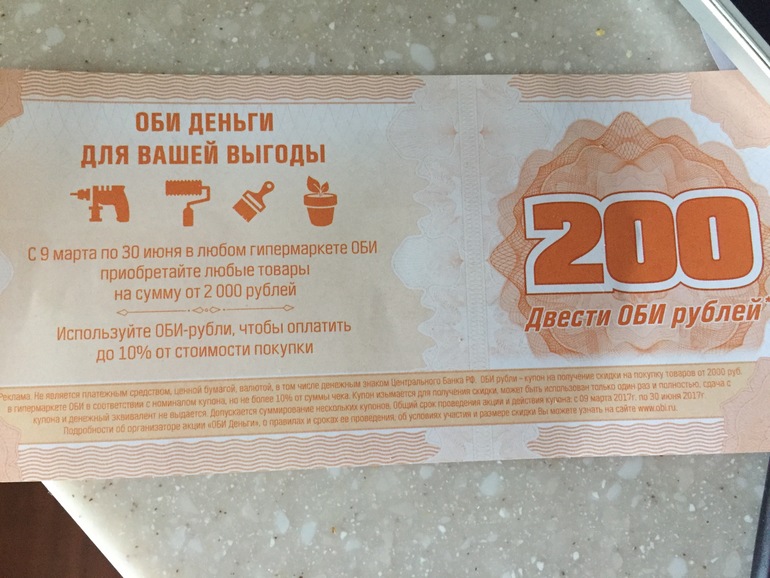 ОБИ ДЕНЬГИ
ДЛЯ ВАШЕЙ ВЫГОДЫ
С 9 марта по 30 июня в любом гипермаркете ОБИ
приобретайте любые товары
на сумму от 2 000 рублей
Используйте ОБИ-рубли, чтобы оплатить
до 10% от стоимости покупки
200
Двести ОБИ рублей*
Реклама. Не является платежным средством, ценной бумагой, валютой, в том числе денежным знаком Центрального Банка РФ. ОБИ рубли – купон на получение скидки на покупку товаров от 2000 руб.
в гипермаркете ОБИ в соответствии с номиналом купона, но не более 10% от суммы чека. Купон изымается для получения скидки, может быть использован только один раз и полностью, сдача с
купона и денежный эквивалент не выдается. Допускается суммирование нескольких купонов. Общий срок проведения акции и действия купона: с 09 марта 2017г. по 30 июня 2017г
Подробности об организаторе акции «ОБИ Деньги», о правилах и сроках ее проведения, об условиях участия и размере скидки Вы можете узнать на сайте www.obi.ru.